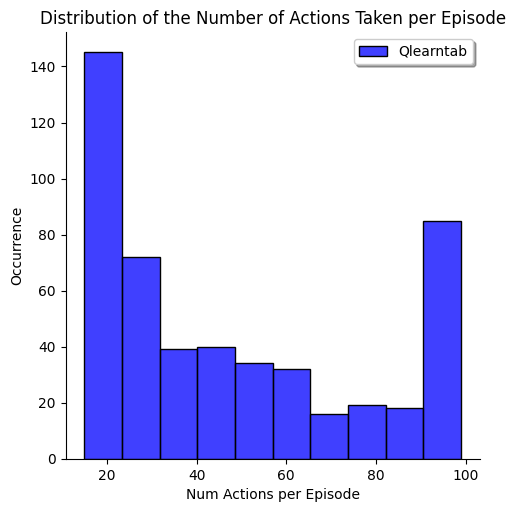 Distribution of the Number of Actions Taken per Episode
Qlearntab
140
120
100
80
60
40
20
0
Occurrence
20 40 60 80 100
Num Actions per Episode